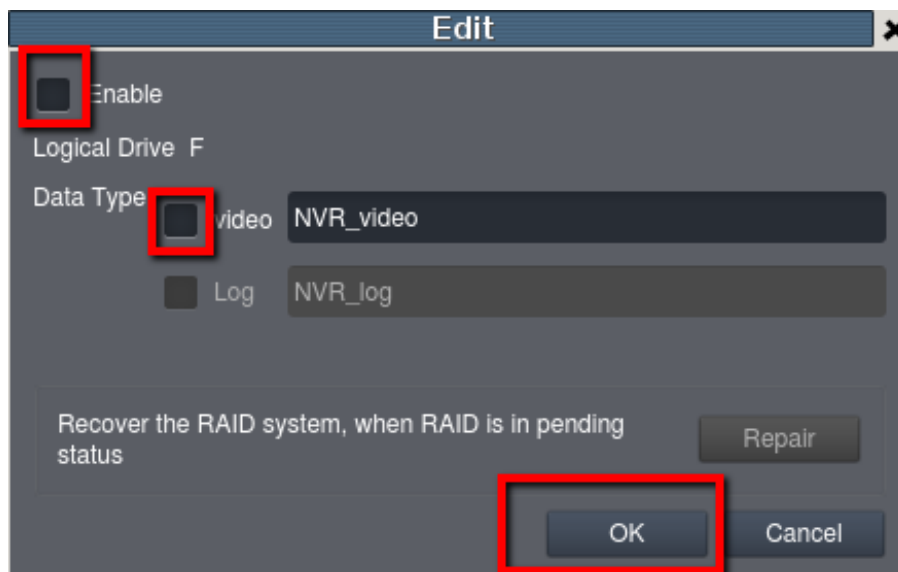 Edit
Enable
Logical Drive F
Data Type
video NVR_video
Log NVR_log
Recover the RAID system, when RAID is in pending
status
Repair
OK Cancel